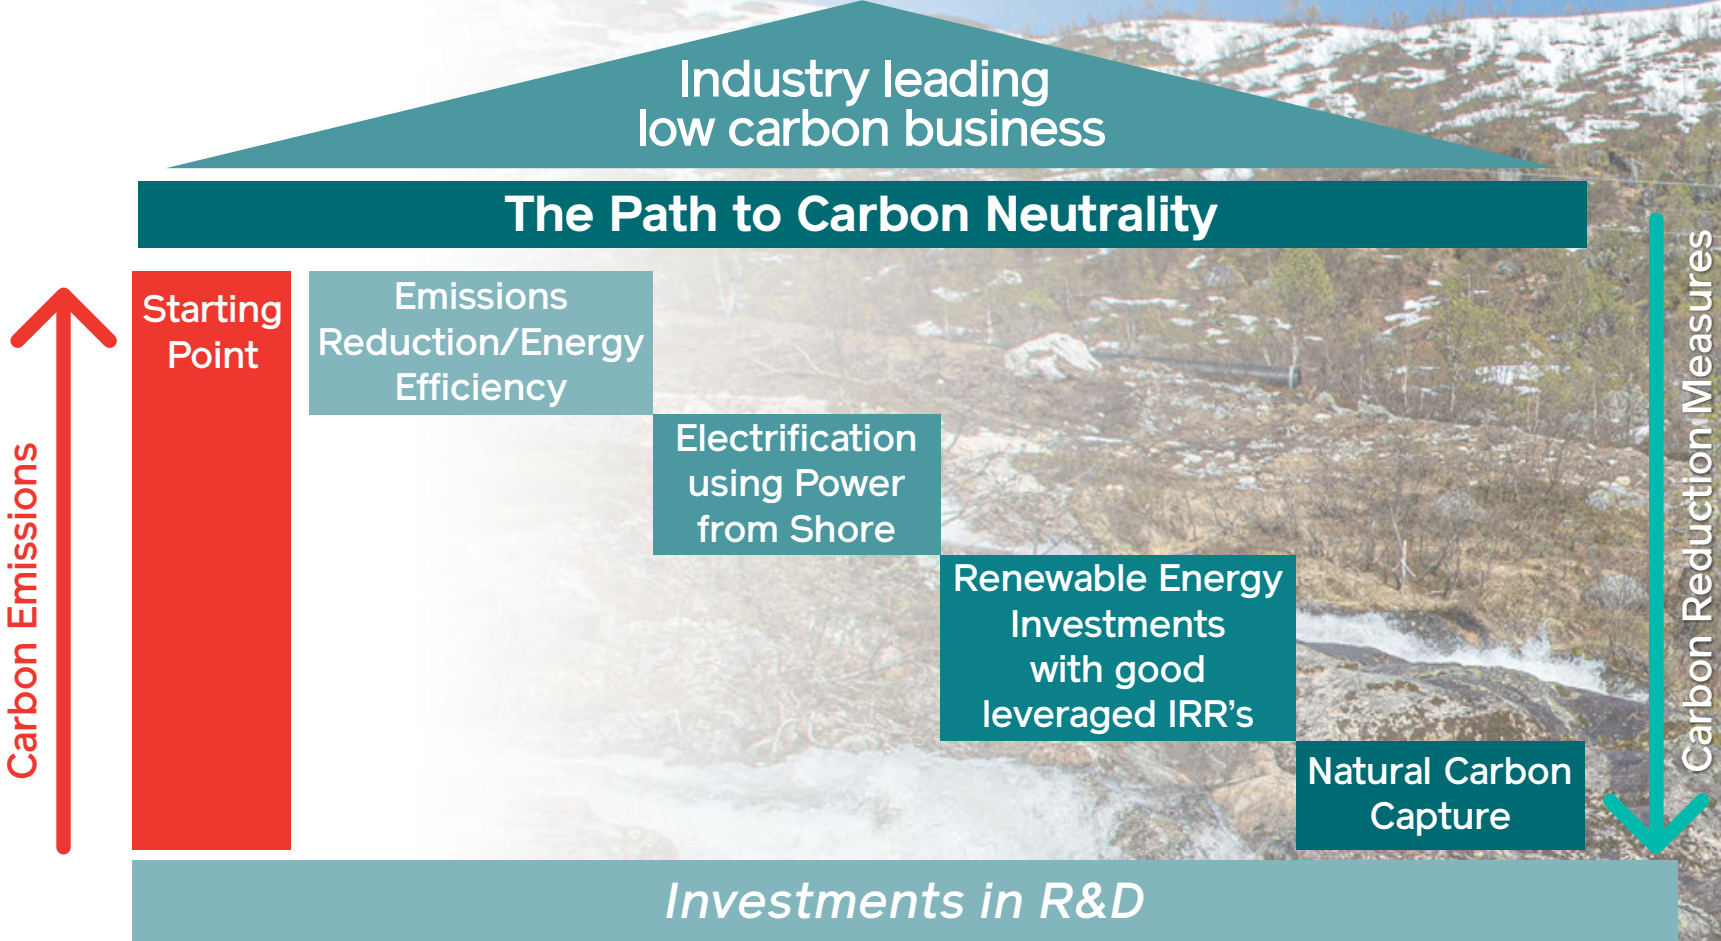 Industry leading
low carbon business
The Path to Carbon Neutrality
Carbon Emissions
Starting
Point
Emissions
Reduction/Energy
Efficiency
Electrification
using Power
from Shore
Renewable Energy
Investments
with good
leveraged IRR’s
Natural Carbon
Capture
Carbon Reduction Measures
Investments in R&D